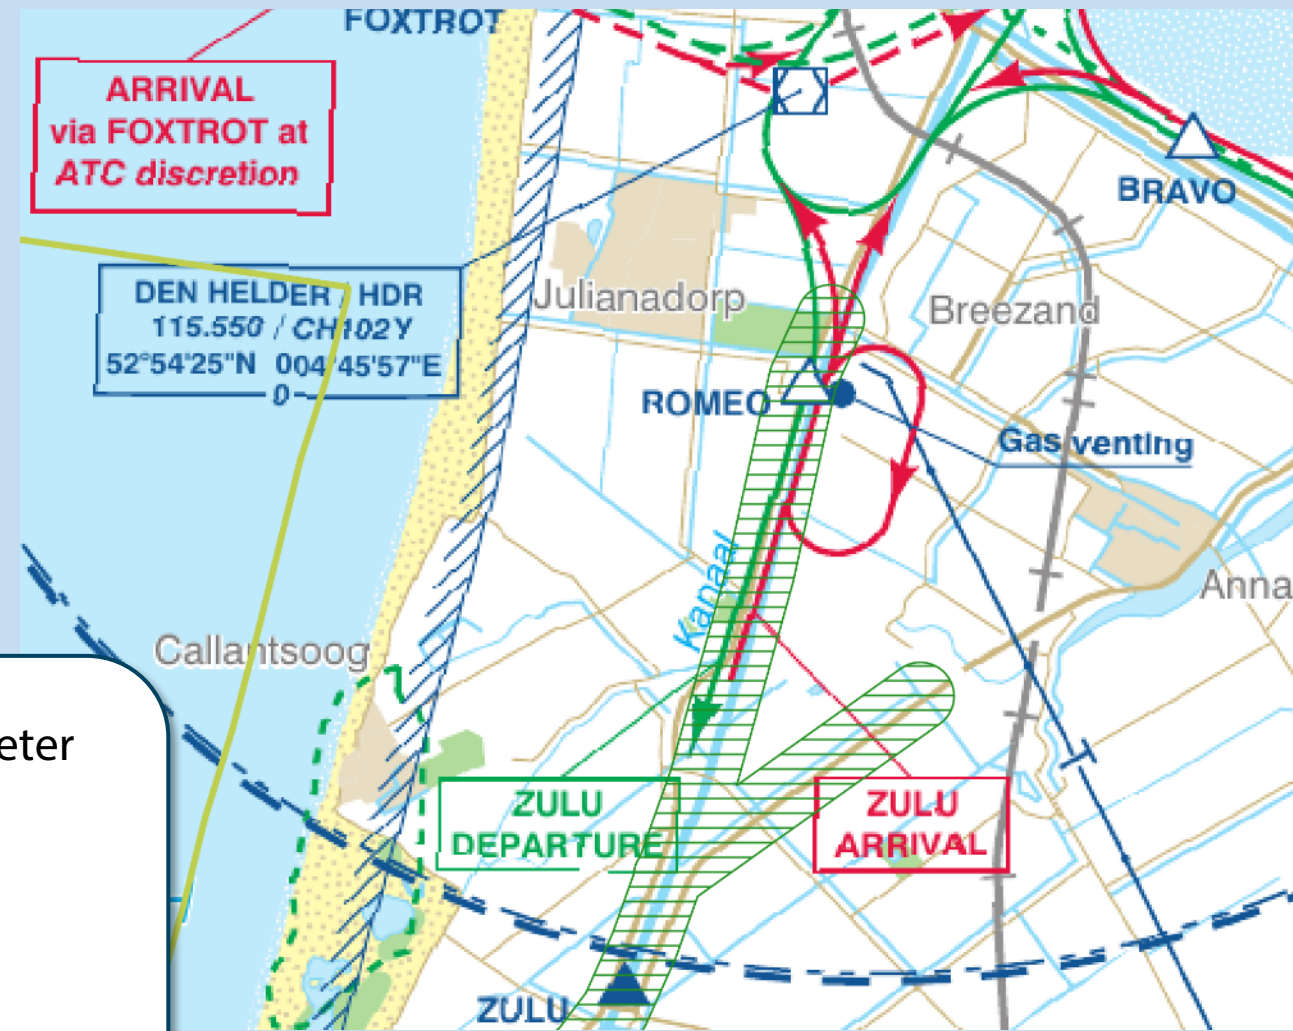 FOXTROT
ARRIVAL
via FOXTROT at
ATC discretion
BRAVO
DEN HELDER / HDR
115.550 / CH102Y
52°54'25"N 004°45'57"E
0
Julianadorp
Breezand
ROMEO
Gas venting
Kanaal
Anna
Callantsoog
eter
ZULU
DEPARTURE
ZULU
ARRIVAL
ZULU